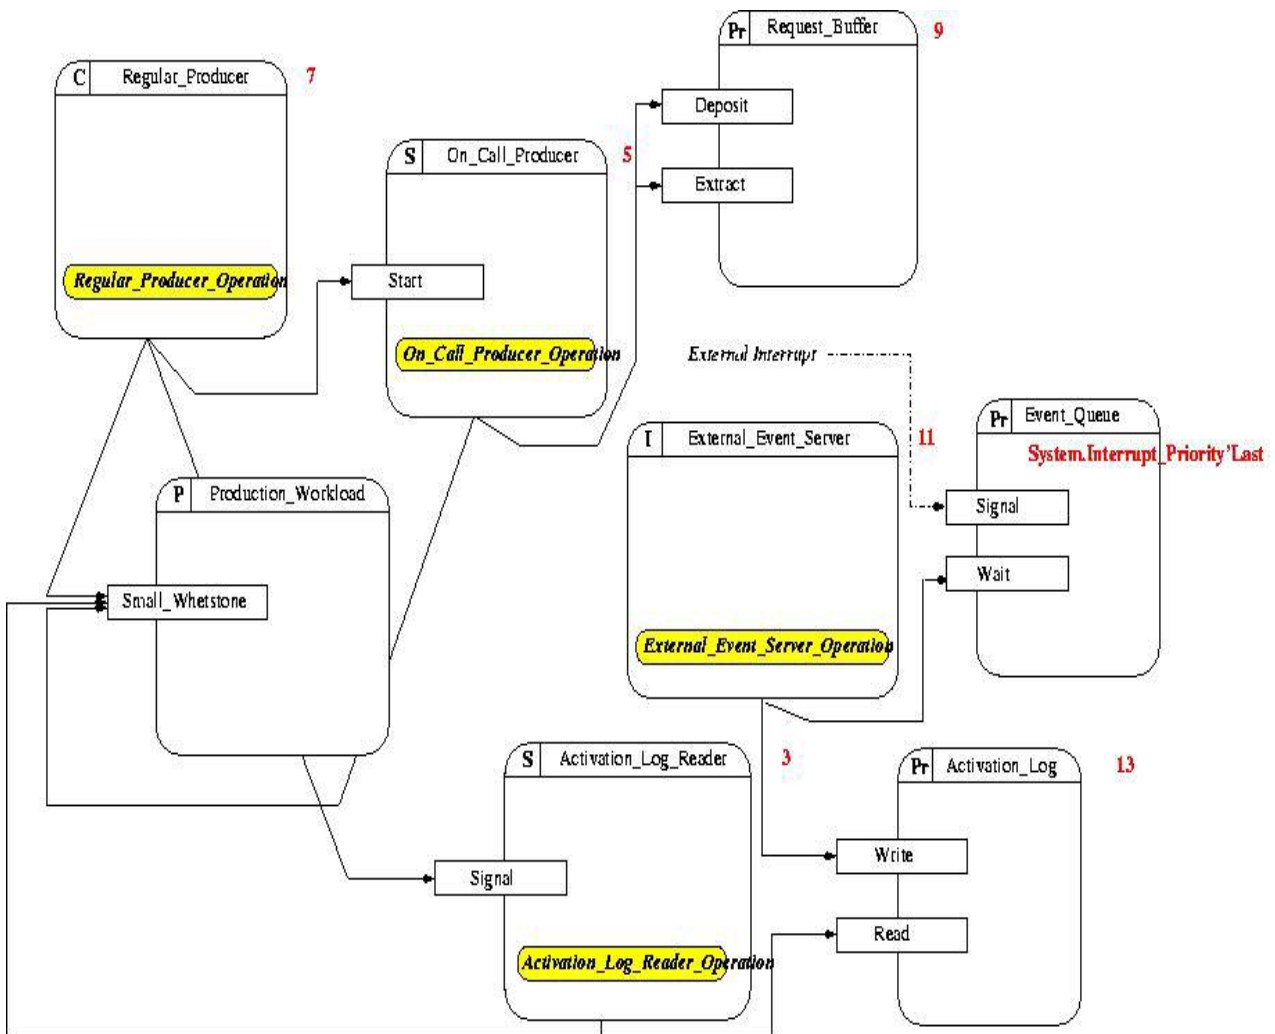 Pr Request_Buffer 9
C Regular_Producer 7
Deposit
S On_Call_Producer 5
Extract
Regular_Producer_Operation
Start
On_Call_Producer_Operation
External Interrupt
Pr Event_Queue
I External_Event_Server 11
System.Interrupt_Priority'Last
P Production_Workload
Signal
Wait
Small_Whetstone
External_Event_Server_Operation
S Activation_Log_Reader 3
Pr Activation_Log 13
Write
Signal
Read
Activation_Log_Reader_Operation